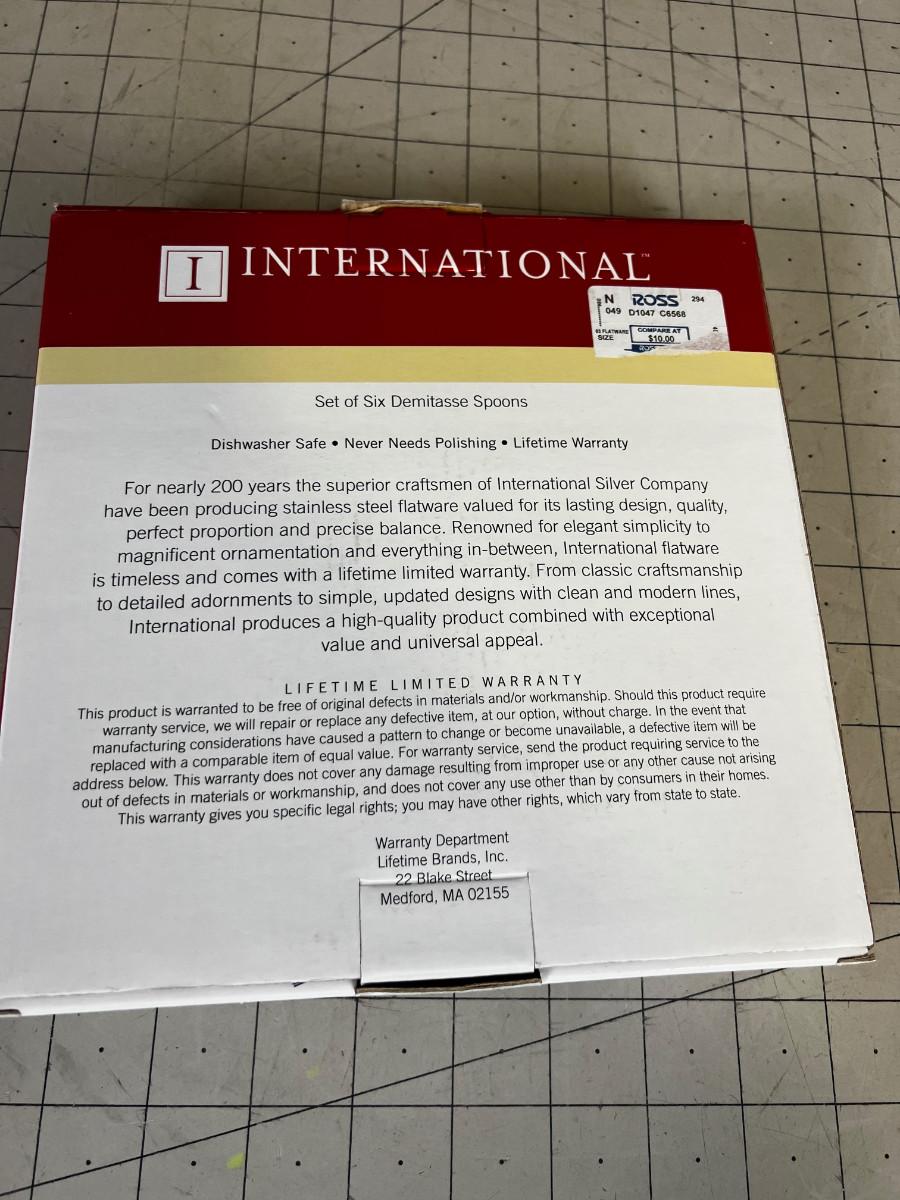 I INTERNATIONAL™
N ROSS 294
049 D1047 C6568
FLATWARE COMPARE AT
SIZE $10.00
Set of Six Demitasse Spoons
Dishwasher Safe • Never Needs Polishing • Lifetime Warranty
For nearly 200 years the superior craftsmen of International Silver Company
have been producing stainless steel flatware valued for its lasting design, quality,
perfect proportion and precise balance. Renowned for elegant simplicity to
magnificent ornamentation and everything in-between, International flatware
is timeless and comes with a lifetime limited warranty. From classic craftsmanship
to detailed adornments to simple, updated designs with clean and modern lines,
International produces a high-quality product combined with exceptional
value and universal appeal.
LIFETIME LIMITED WARRANTY
This product is warranted to be free of original defects in materials and/or workmanship. Should this product require
warranty service, we will repair or replace any defective item, at our option, without charge. In the event that
manufacturing considerations have caused a pattern to change or become unavailable, a defective item will be
replaced with a comparable item of equal value. For warranty service, send the product requiring service to the
address below. This warranty does not cover any damage resulting from improper use or any other cause not arising
out of defects in materials or workmanship, and does not cover any use other than by consumers in their homes.
This warranty gives you specific legal rights; you may have other rights, which vary from state to state.
Warranty Department
Lifetime Brands, Inc.
22 Blake Street
Medford, MA 02155